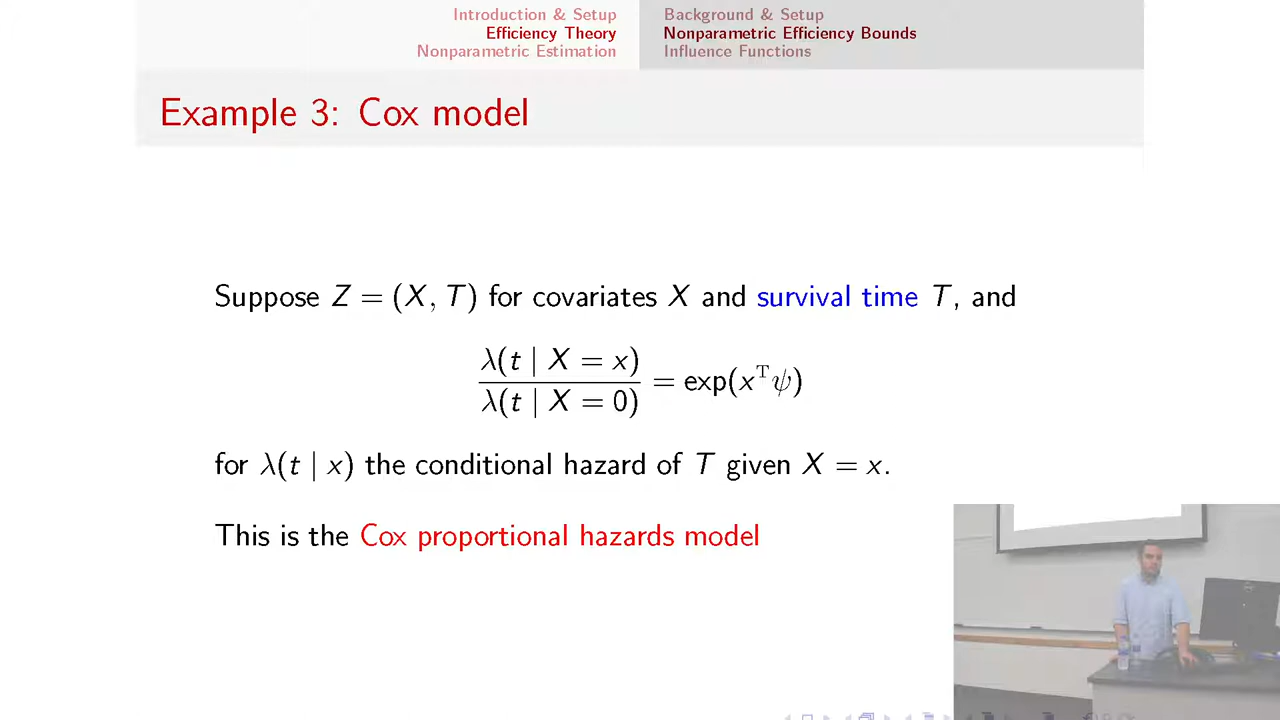 Introduction & Setup
Efficiency Theory
Nonparametric Estimation
Background & Setup
Nonparametric Efficiency Bounds
Influence Functions
Example 3: Cox model
Suppose Z = (X, T) for covariates X and survival time T, and
λ(t | X = x)
λ(t | X = 0)
= exp(xᵀψ)
for λ(t | x) the conditional hazard of T given X = x.
This is the Cox proportional hazards model